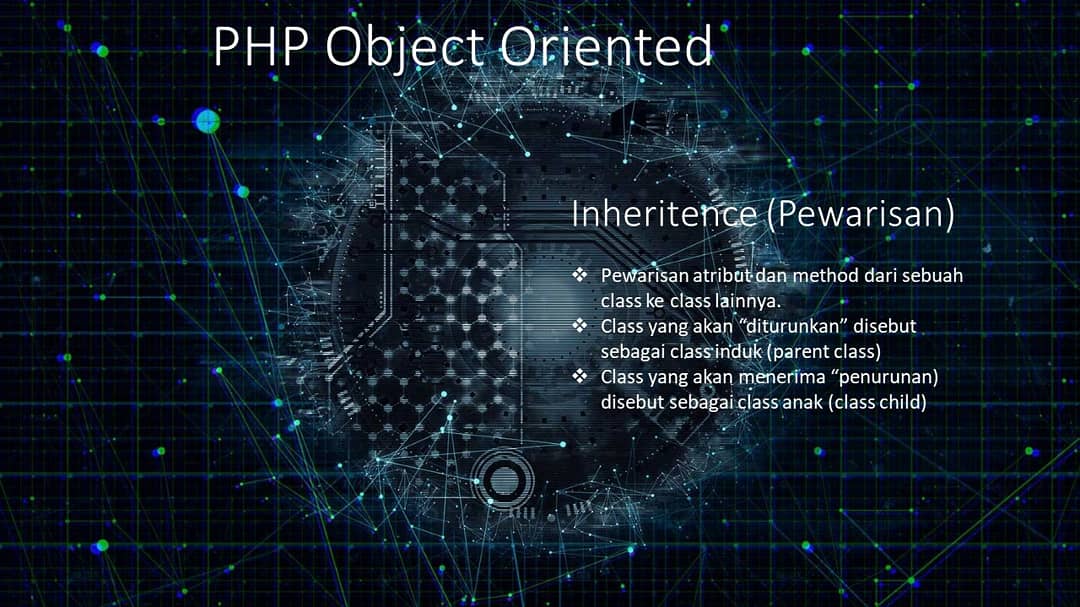 PHP Object Oriented
Inheritence (Pewarisan)
❖ Pewarisan atribut dan method dari sebuah
class ke class lainnya.
❖ Class yang akan “diturunkan” disebut
sebagai class induk (parent class)
❖ Class yang akan menerima “penurunan)
disebut sebagai class anak (class child)